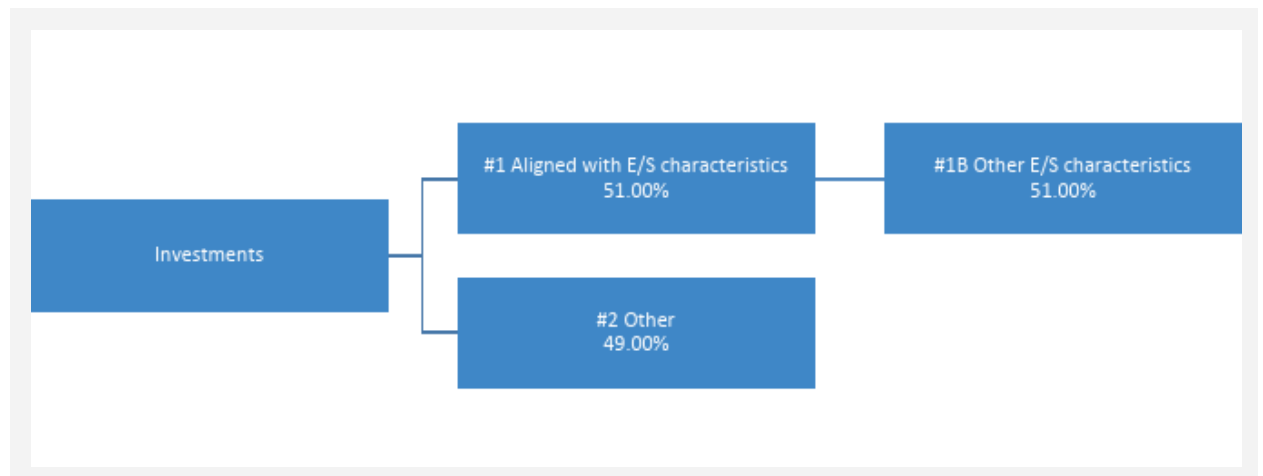 Investments
#1 Aligned with E/S characteristics
51.00%
#1B Other E/S characteristics
51.00%
#2 Other
49.00%